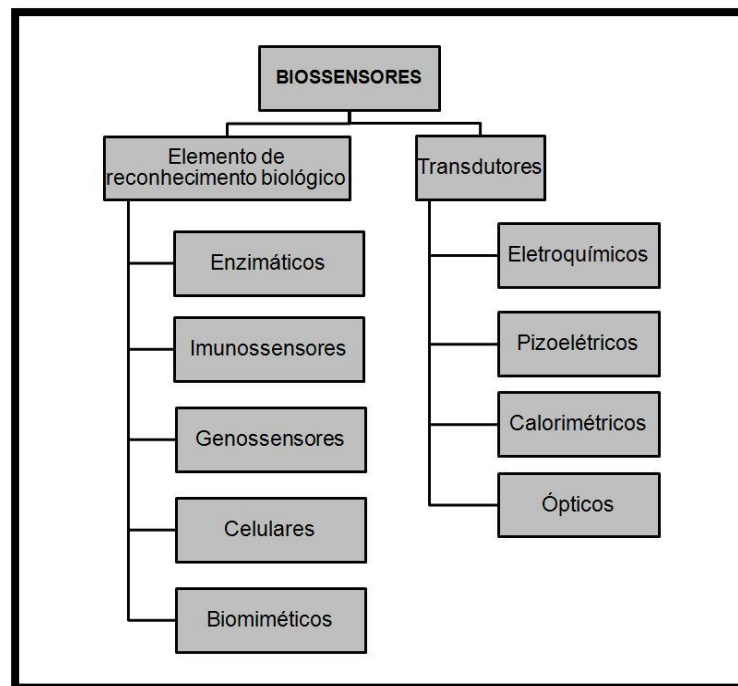 BIOSSENSORES
Elemento de
reconhecimento biológico
Enzimáticos
Imunossensores
Genossensores
Celulares
Biomiméticos
Transdutores
Eletroquímicos
Pizoelétricos
Calorimétricos
Ópticos